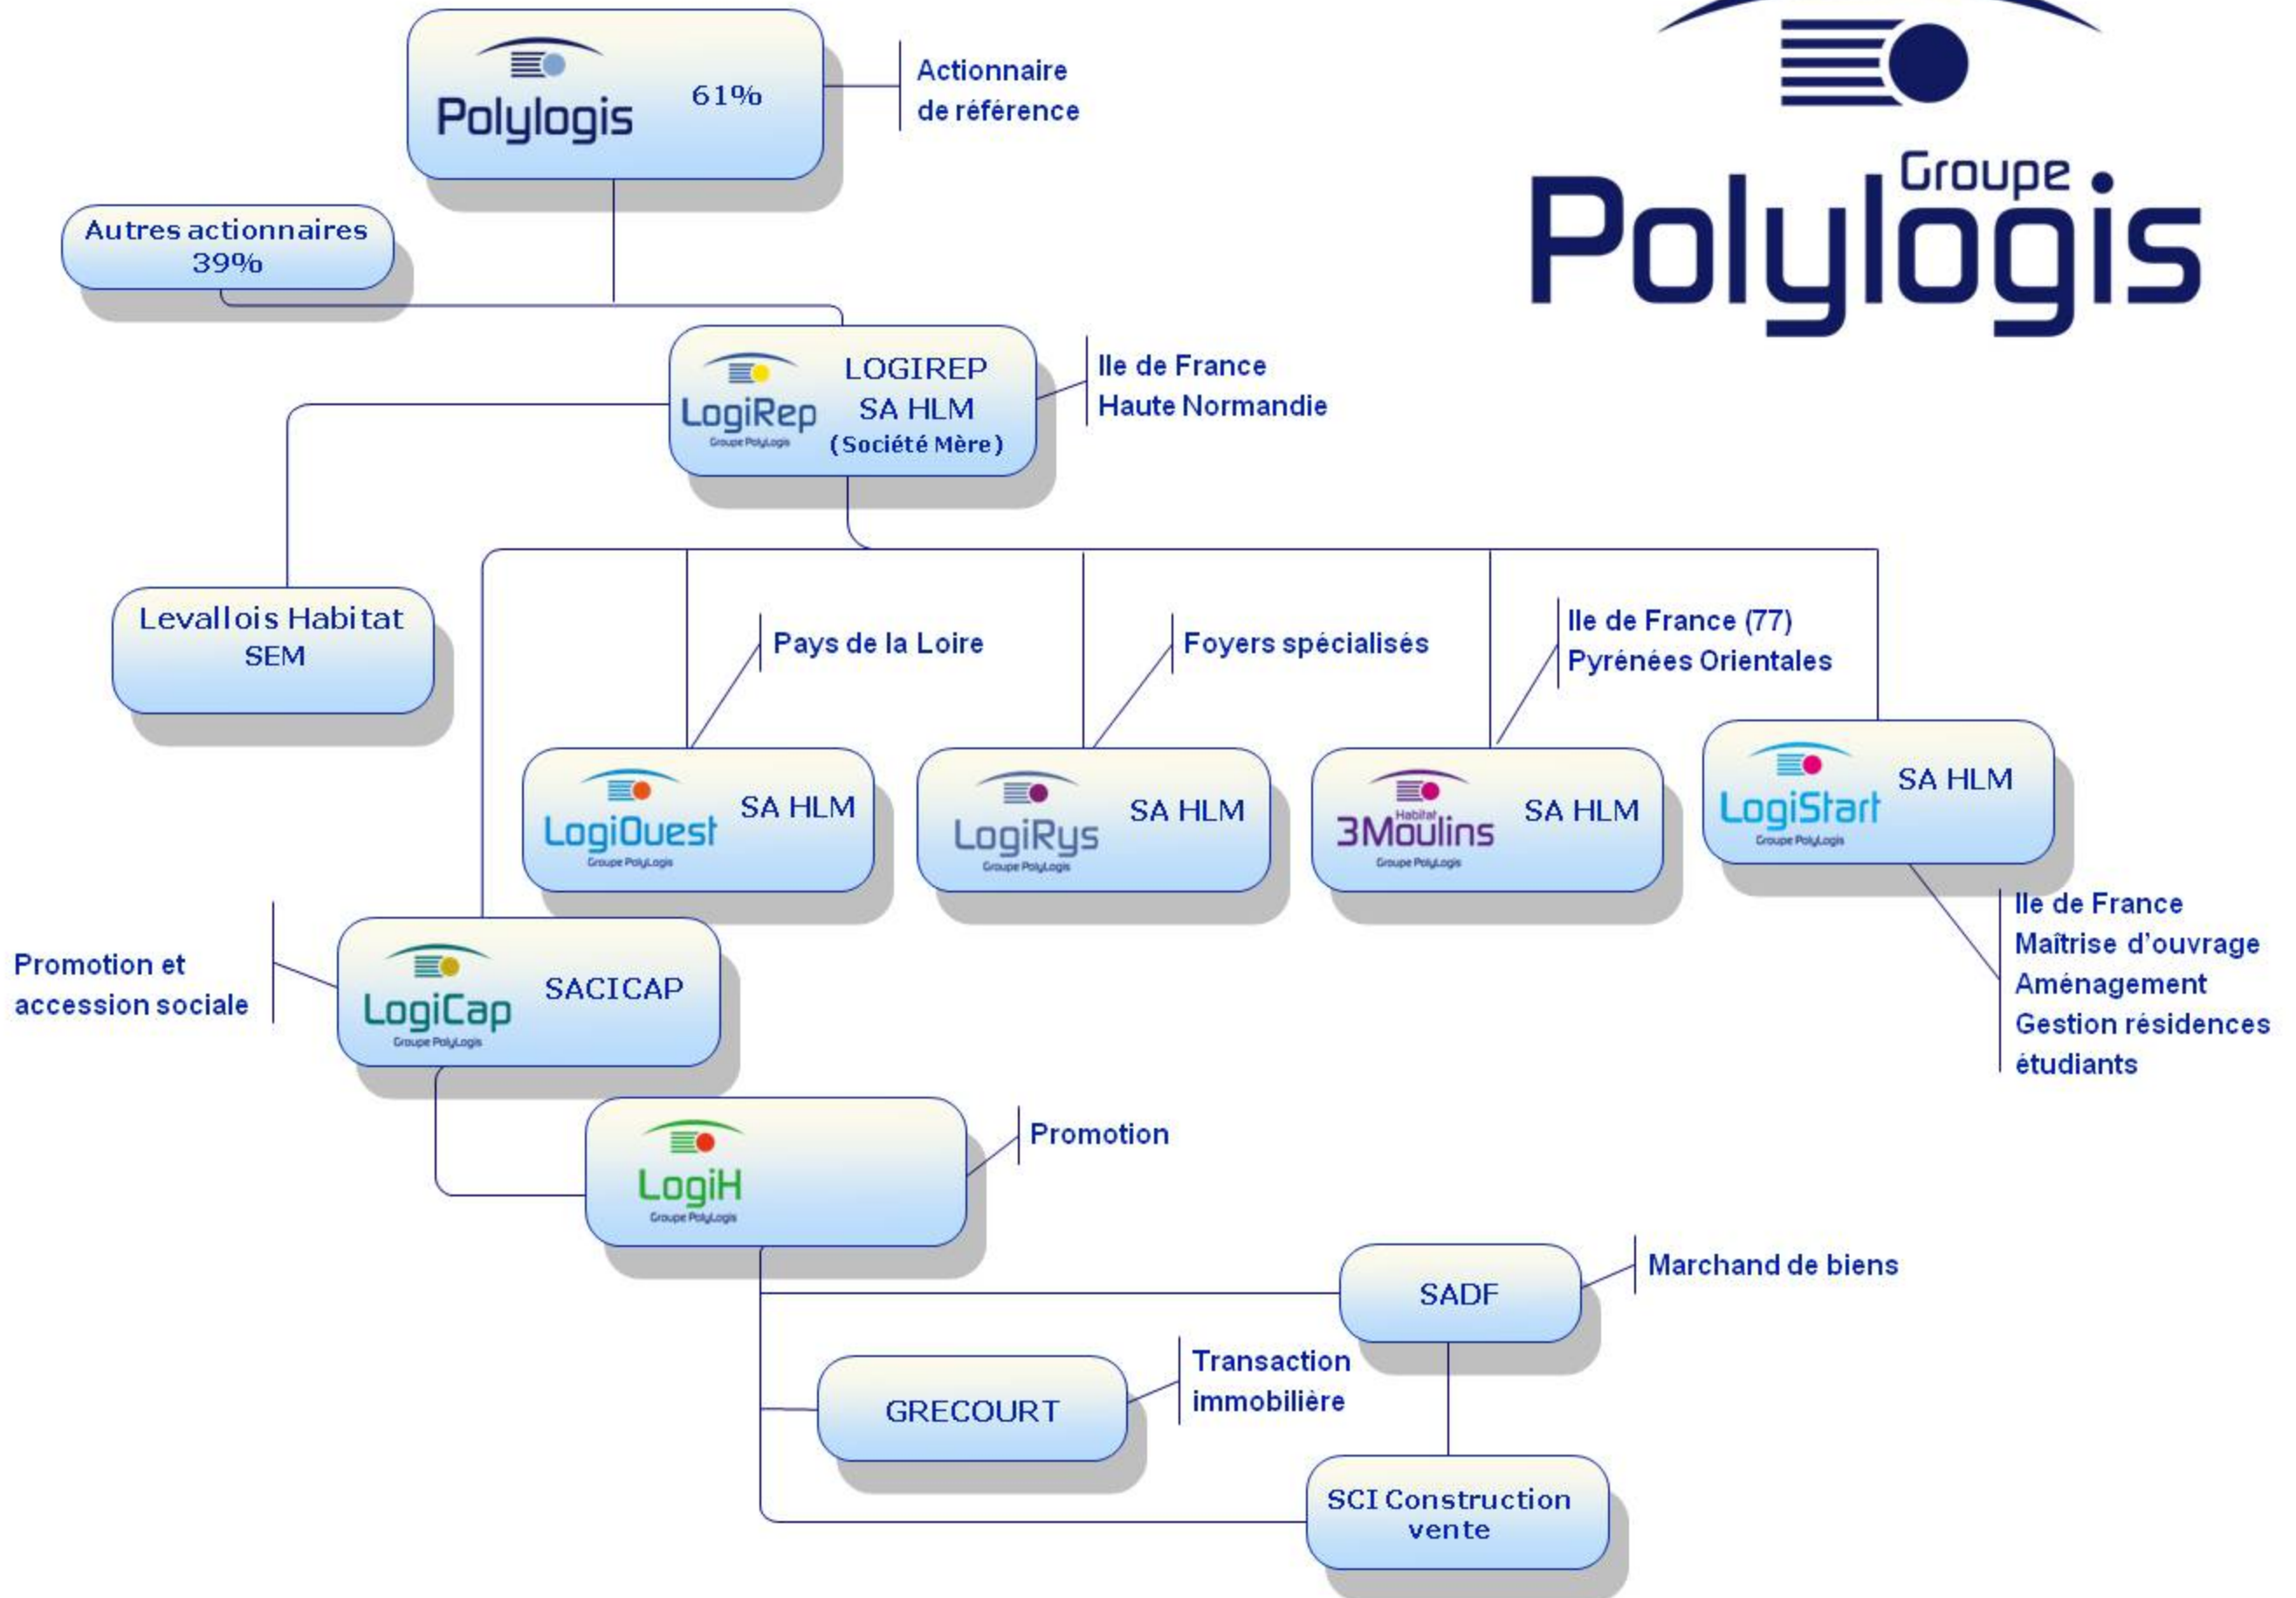 Polylogis
61%
Actionnaire
de référence
Groupe
Polylogis
Autres actionnaires
39%
LogiRep
Groupe PolyLogis
LOGIREP
SA HLM
(Société Mère)
Ile de France
Haute Normandie
Levallois Habitat
SEM
Pays de la Loire
Foyers spécialisés
Ile de France (77)
Pyrénées Orientales
LogiOuest
Groupe PolyLogis
SA HLM
LogiRys
Groupe PolyLogis
SA HLM
Habitat
3Moulins
Groupe PolyLogis
SA HLM
LogiStart
Groupe PolyLogis
SA HLM
Ile de France
Maîtrise d'ouvrage
Aménagement
Gestion résidences
étudiants
Promotion et
accession sociale
LogiCap
Groupe PolyLogis
SACICAP
LogiH
Groupe PolyLogis
Promotion
SADF
Marchand de biens
GRECOURT
Transaction
immobilière
SCI Construction
vente